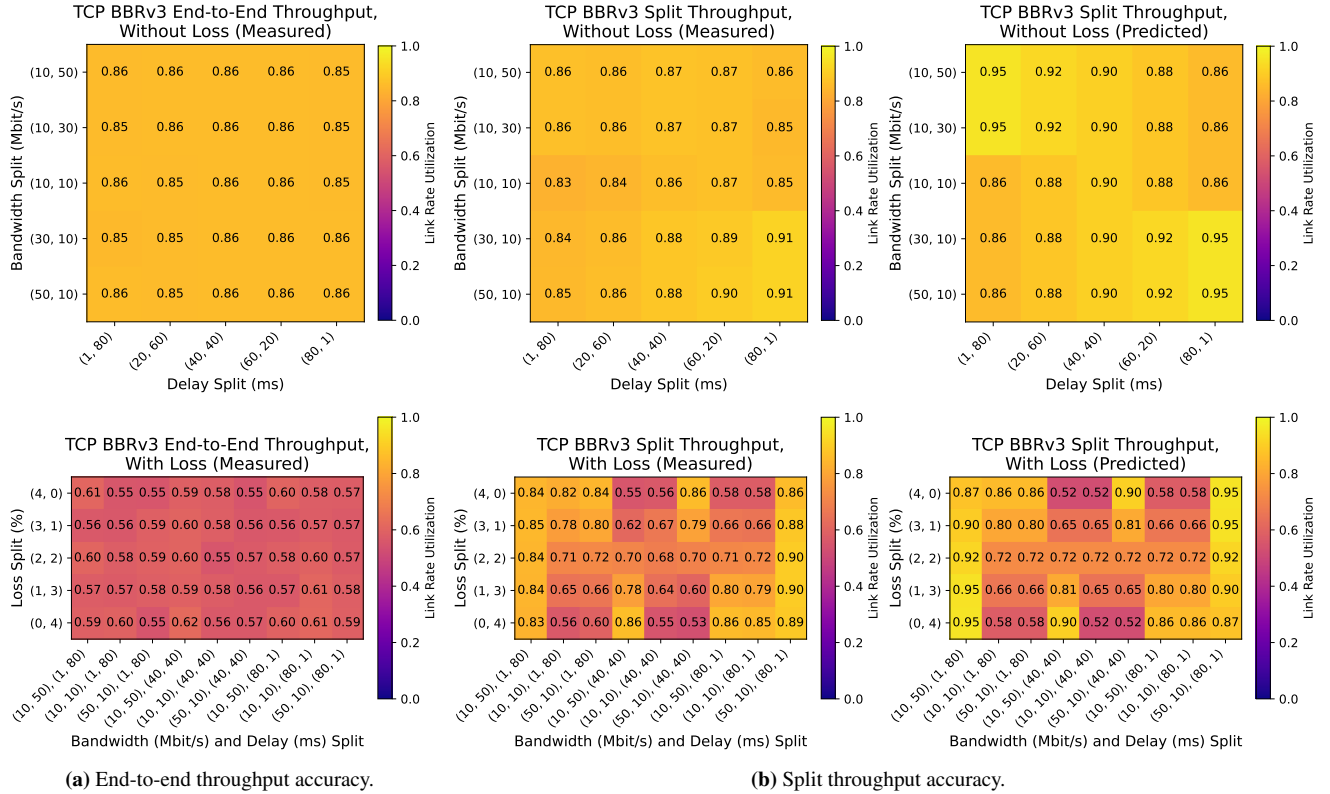 TCP BBRv3 End-to-End Throughput,
Without Loss (Measured)
Bandwidth Split (Mbit/s)
(10, 50) 0.86 0.86 0.86 0.86 0.85
(10, 30) 0.85 0.86 0.86 0.86 0.85
(10, 10) 0.86 0.85 0.86 0.86 0.85
(30, 10) 0.85 0.85 0.86 0.86 0.86
(50, 10) 0.86 0.85 0.86 0.86 0.86
(1, 80) (20, 60) (40, 40) (60, 20) (80, 1)
Delay Split (ms)
1.0
0.8
0.6
0.4
0.2
0.0
Link Rate Utilization
TCP BBRv3 Split Throughput,
Without Loss (Measured)
Bandwidth Split (Mbit/s)
(10, 50) 0.86 0.86 0.87 0.87 0.86
(10, 30) 0.86 0.86 0.87 0.87 0.85
(10, 10) 0.83 0.84 0.86 0.87 0.85
(30, 10) 0.84 0.86 0.88 0.89 0.91
(50, 10) 0.85 0.86 0.88 0.90 0.91
(1, 80) (20, 60) (40, 40) (60, 20) (80, 1)
Delay Split (ms)
1.0
0.8
0.6
0.4
0.2
0.0
Link Rate Utilization
TCP BBRv3 Split Throughput,
Without Loss (Predicted)
Bandwidth Split (Mbit/s)
(10, 50) 0.95 0.92 0.90 0.88 0.86
(10, 30) 0.95 0.92 0.90 0.88 0.86
(10, 10) 0.86 0.88 0.90 0.88 0.86
(30, 10) 0.86 0.88 0.90 0.92 0.95
(50, 10) 0.86 0.88 0.90 0.92 0.95
(1, 80) (20, 60) (40, 40) (60, 20) (80, 1)
Delay Split (ms)
1.0
0.8
0.6
0.4
0.2
0.0
Link Rate Utilization
TCP BBRv3 End-to-End Throughput,
With Loss (Measured)
Loss Split (%)
(4, 0) 0.61 0.55 0.55 0.59 0.58 0.55 0.60 0.58 0.57
(3, 1) 0.56 0.56 0.59 0.60 0.58 0.56 0.56 0.57 0.57
(2, 2) 0.60 0.58 0.59 0.60 0.55 0.57 0.58 0.60 0.57
(1, 3) 0.57 0.57 0.58 0.58 0.56 0.56 0.57 0.61 0.58
(0, 4) 0.59 0.60 0.55 0.62 0.56 0.57 0.60 0.61 0.59
(10, 50), (1, 80) (10, 10), (1, 80) (50, 10), (1, 80) (10, 50), (40, 40) (10, 10), (40, 40) (50, 10), (40, 40) (10, 50), (80, 1) (10, 10), (80, 1) (50, 10), (80, 1)
Bandwidth (Mbit/s) and Delay (ms) Split
1.0
0.8
0.6
0.4
0.2
0.0
Link Rate Utilization
TCP BBRv3 Split Throughput,
With Loss (Measured)
Loss Split (%)
(4, 0) 0.84 0.82 0.84 0.55 0.56 0.86 0.58 0.58 0.86
(3, 1) 0.85 0.78 0.80 0.62 0.67 0.79 0.66 0.66 0.88
(2, 2) 0.84 0.71 0.72 0.70 0.68 0.70 0.71 0.72 0.90
(1, 3) 0.84 0.65 0.66 0.78 0.64 0.60 0.80 0.79 0.90
(0, 4) 0.83 0.56 0.60 0.86 0.55 0.53 0.86 0.85 0.89
(10, 50), (1, 80) (10, 10), (1, 80) (50, 10), (1, 80) (10, 50), (40, 40) (10, 10), (40, 40) (50, 10), (40, 40) (10, 50), (80, 1) (10, 10), (80, 1) (50, 10), (80, 1)
Bandwidth (Mbit/s) and Delay (ms) Split
1.0
0.8
0.6
0.4
0.2
0.0
Link Rate Utilization
TCP BBRv3 Split Throughput,
With Loss (Predicted)
Loss Split (%)
(4, 0) 0.87 0.86 0.86 0.52 0.52 0.90 0.58 0.58 0.95
(3, 1) 0.90 0.80 0.80 0.65 0.65 0.81 0.66 0.66 0.95
(2, 2) 0.92 0.72 0.72 0.72 0.72 0.72 0.72 0.72 0.92
(1, 3) 0.95 0.66 0.66 0.81 0.65 0.65 0.80 0.80 0.90
(0, 4) 0.95 0.58 0.58 0.90 0.52 0.52 0.86 0.86 0.87
(10, 50), (1, 80) (10, 10), (1, 80) (50, 10), (1, 80) (10, 50), (40, 40) (10, 10), (40, 40) (50, 10), (40, 40) (10, 50), (80, 1) (10, 10), (80, 1) (50, 10), (80, 1)
Bandwidth (Mbit/s) and Delay (ms) Split
1.0
0.8
0.6
0.4
0.2
0.0
Link Rate Utilization
(a) End-to-end throughput accuracy.
(b) Split throughput accuracy.